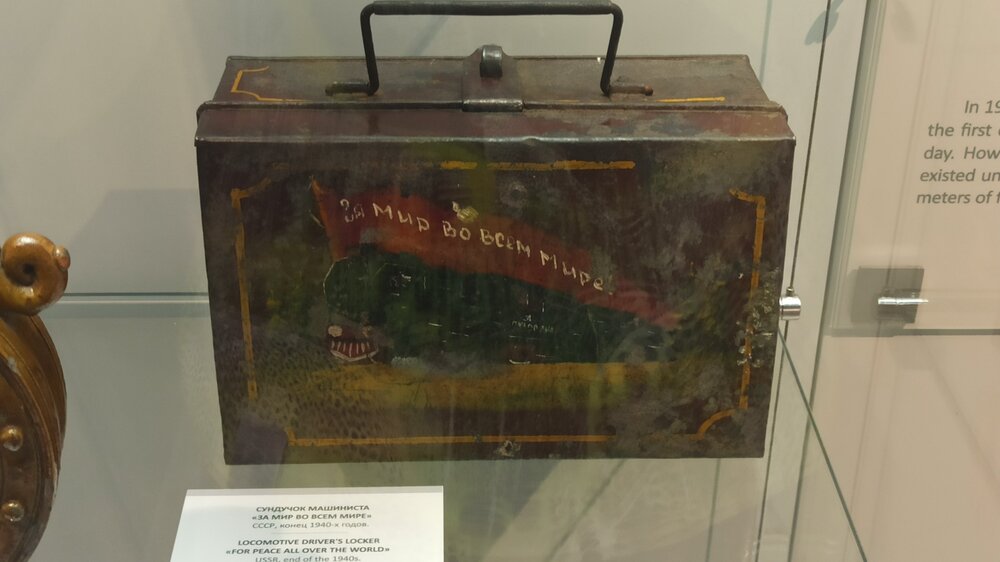 ЗА МИР ВО ВСЕМ МИРЕ!
In 19
the first
day. How
existed un
meters of f
СУНДУЧОК МАШИНИСТА
«ЗА МИР ВО ВСЕМ МИРЕ»
СССР, конец 1940-х годов.
LOCOMOTIVE DRIVER'S LOCKER
«FOR PEACE ALL OVER THE WORLD»
USSR, end of the 1940s.